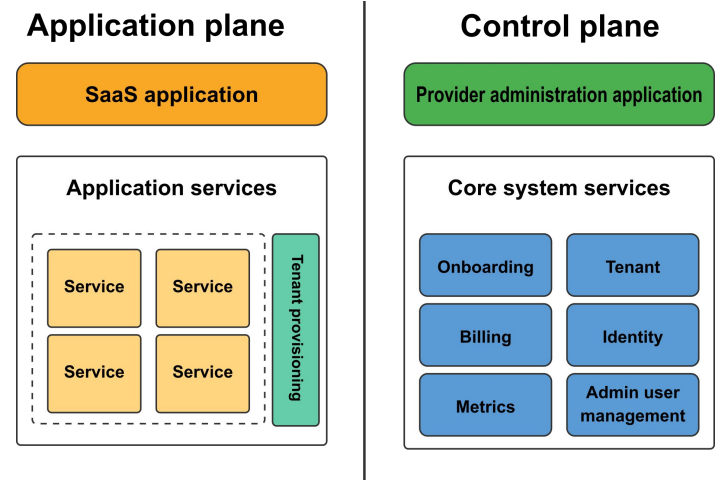 Application plane
SaaS application
Application services
Service
Service
Service
Service
Tenant provisioning
Control plane
Provider administration application
Core system services
Onboarding
Tenant
Billing
Identity
Metrics
Admin user
management